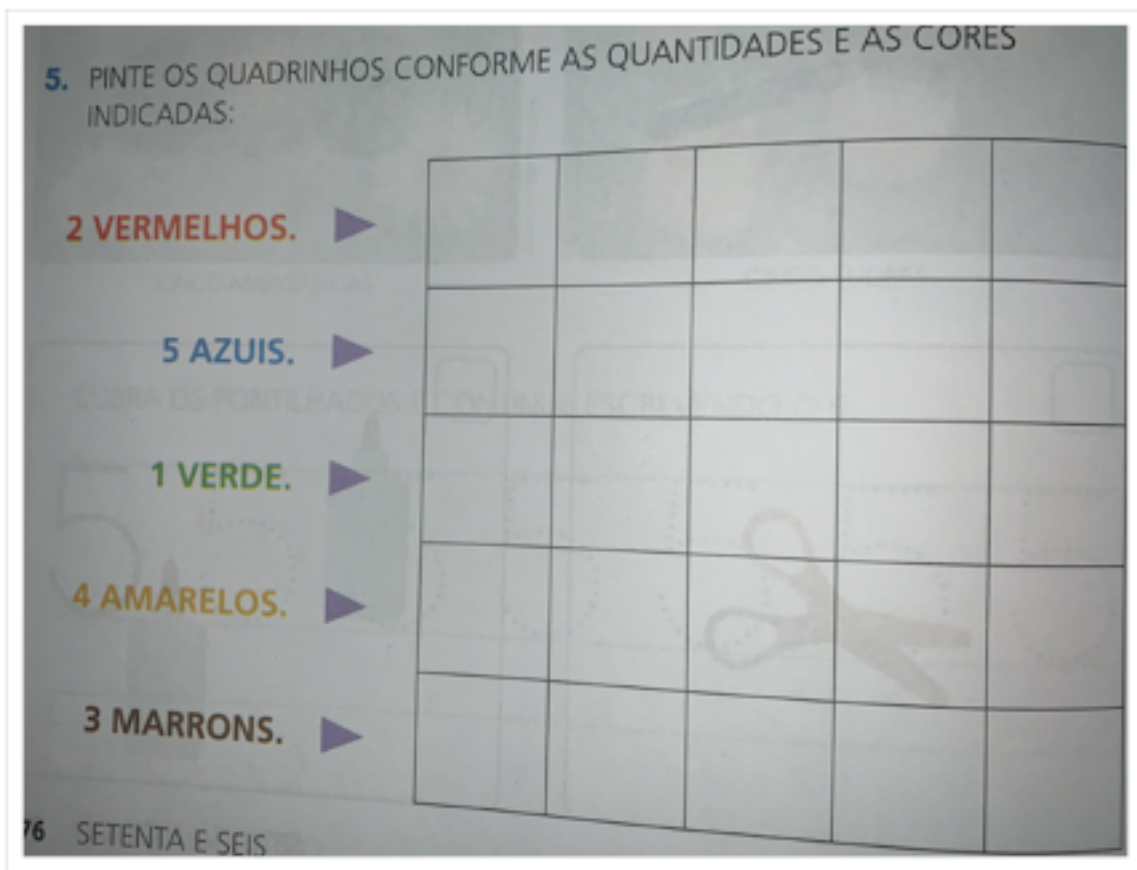 5. PINTE OS QUADRINHOS CONFORME AS QUANTIDADES E AS CORES
INDICADAS:
2 VERMELHOS.
5 AZUIS.
1 VERDE.
4 AMARELOS.
3 MARRONS.
76 SETENTA E SEIS